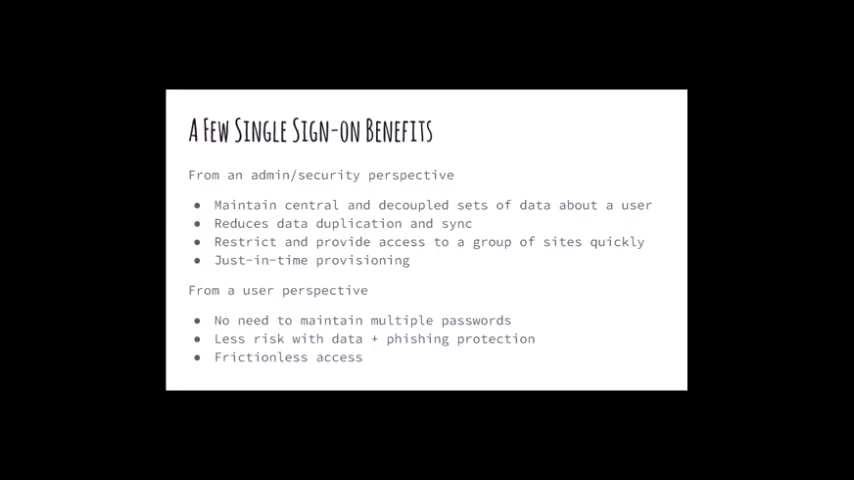 A Few Single Sign-on Benefits
From an admin/security perspective
● Maintain central and decoupled sets of data about a user
● Reduces data duplication and sync
● Restrict and provide access to a group of sites quickly
● Just-in-time provisioning
From a user perspective
● No need to maintain multiple passwords
● Less risk with data + phishing protection
● Frictionless access